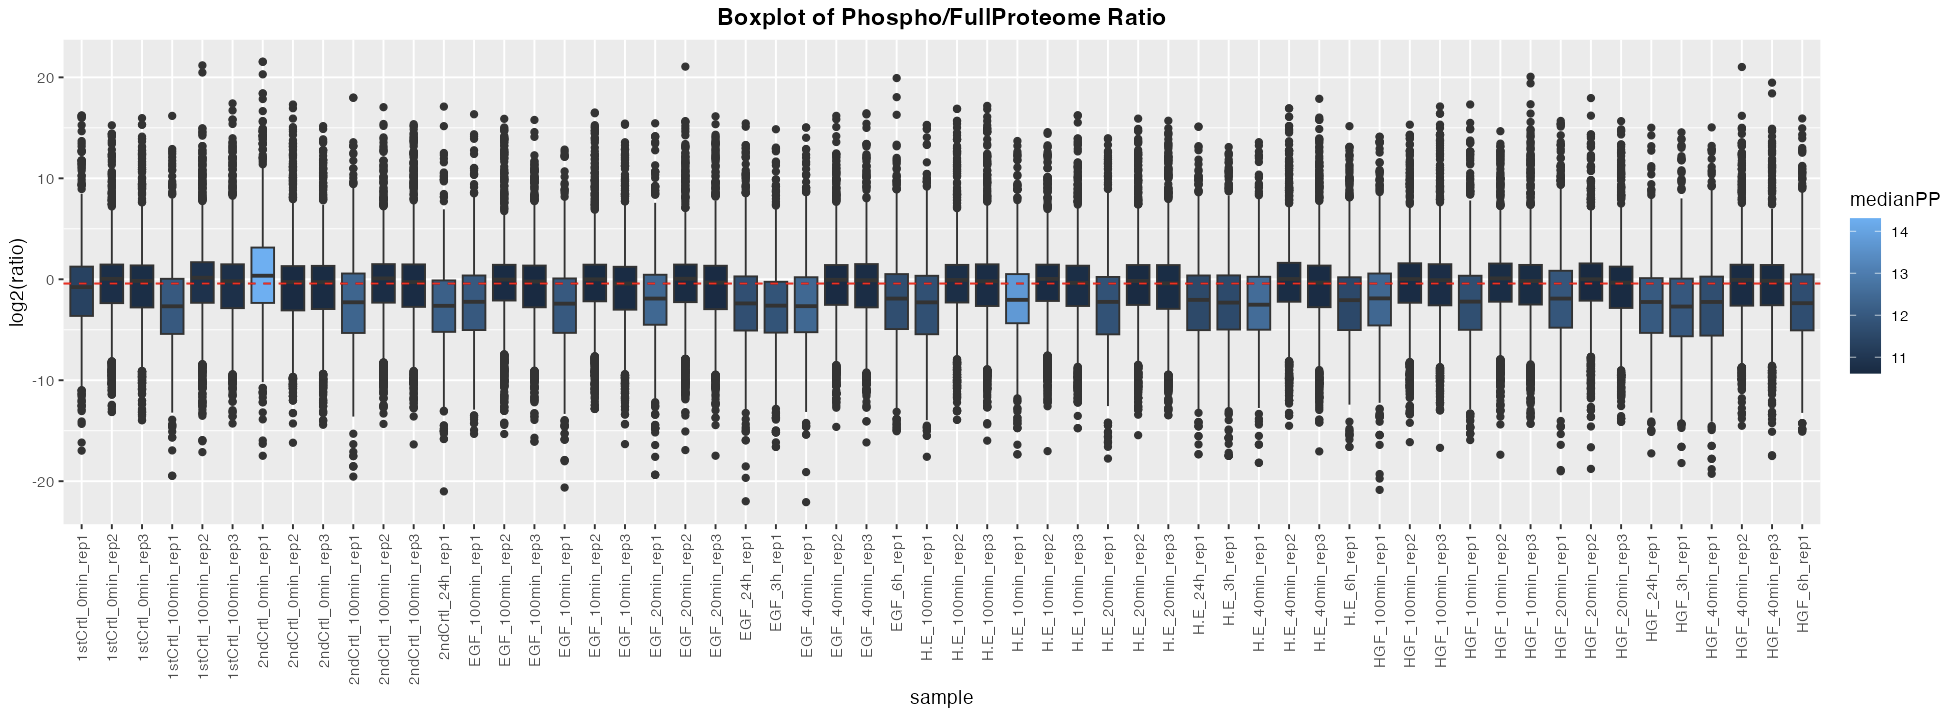 Boxplot of Phospho/FullProteome Ratio
log2(ratio)
20
10
0
-10
-20
1stCrtl_0min_rep1
1stCrtl_0min_rep2
1stCrtl_0min_rep3
1stCrtl_100min_rep1
1stCrtl_100min_rep2
1stCrtl_100min_rep3
2ndCrtl_0min_rep1
2ndCrtl_0min_rep2
2ndCrtl_0min_rep3
2ndCrtl_100min_rep1
2ndCrtl_100min_rep2
2ndCrtl_100min_rep3
2ndCrtl_24h_rep1
EGF_100min_rep1
EGF_100min_rep2
EGF_100min_rep3
EGF_10min_rep1
EGF_10min_rep2
EGF_10min_rep3
EGF_20min_rep1
EGF_20min_rep2
EGF_20min_rep3
EGF_24h_rep1
EGF_3h_rep1
EGF_40min_rep1
EGF_40min_rep2
EGF_40min_rep3
EGF_6h_rep1
H.E_100min_rep1
H.E_100min_rep2
H.E_100min_rep3
H.E_10min_rep1
H.E_10min_rep2
H.E_10min_rep3
H.E_20min_rep1
H.E_20min_rep2
H.E_20min_rep3
H.E_24h_rep1
H.E_3h_rep1
H.E_40min_rep1
H.E_40min_rep2
H.E_40min_rep3
H.E_6h_rep1
HGF_100min_rep1
HGF_100min_rep2
HGF_100min_rep3
HGF_10min_rep1
HGF_10min_rep2
HGF_10min_rep3
HGF_20min_rep1
HGF_20min_rep2
HGF_20min_rep3
HGF_24h_rep1
HGF_3h_rep1
HGF_40min_rep1
HGF_40min_rep2
HGF_40min_rep3
HGF_6h_rep1
sample
medianPP
14
13
12
11